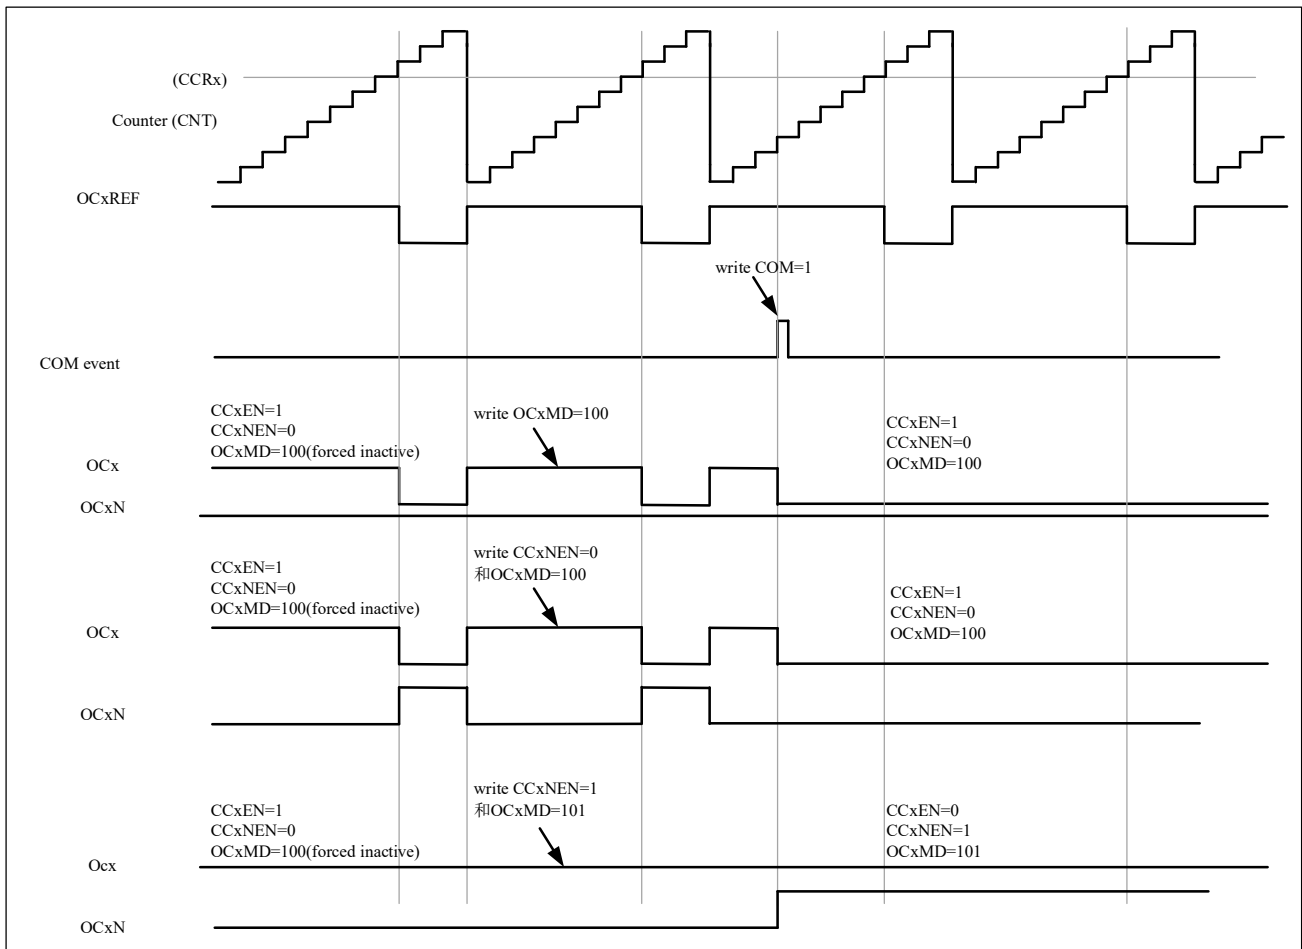 (CCRx)
Counter (CNT)
OCxREF
write COM=1
COM event
CCxEN=1
CCxNEN=0
OCxMD=100(forced inactive)
write OCxMD=100
CCxEN=1
CCxNEN=0
OCxMD=100
OCx
OCxN
CCxEN=1
CCxNEN=0
OCxMD=100(forced inactive)
write CCxNEN=0
和OCxMD=100
CCxEN=1
CCxNEN=0
OCxMD=100
OCx
OCxN
CCxEN=1
CCxNEN=0
OCxMD=100(forced inactive)
write CCxNEN=1
和OCxMD=101
CCxEN=0
CCxNEN=1
OCxMD=101
Ocx
OCxN